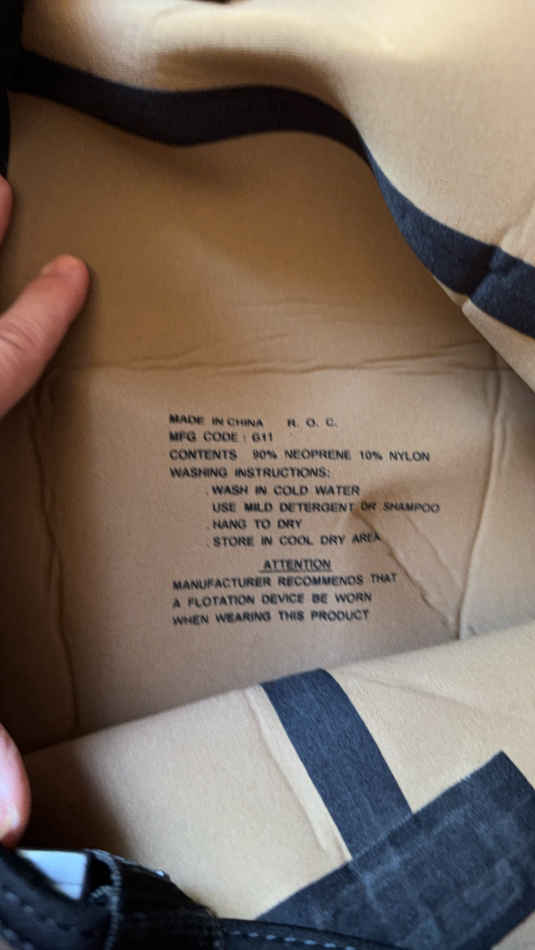 MADE IN CHINA R. O. C.
MFG CODE : G11
CONTENTS 90% NEOPRENE 10% NYLON
WASHING INSTRUCTIONS:
. WASH IN COLD WATER
USE MILD DETERGENT OR SHAMPOO
. HANG TO DRY
. STORE IN COOL DRY AREA
ATTENTION
MANUFACTURER RECOMMENDS THAT
A FLOTATION DEVICE BE WORN
WHEN WEARING THIS PRODUCT